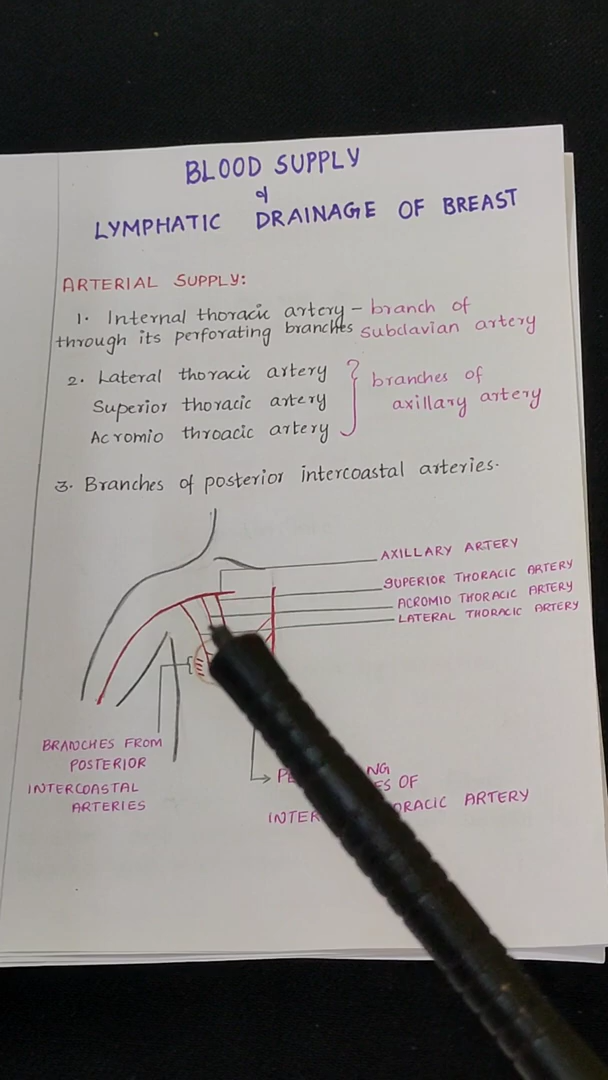 BLOOD SUPPLY
&
LYMPHATIC DRAINAGE OF BREAST
ARTERIAL SUPPLY:
1. Internal thoracic artery – branch of
through its perforating branches subclavian artery
2. Lateral thoracic artery
Superior thoracic artery
Acromio throacic artery
branches of
axillary artery
3. Branches of posterior intercoastal arteries.
AXILLARY ARTERY
SUPERIOR THORACIC ARTERY
ACROMIO THORACIC ARTERY
LATERAL THORACIC ARTERY
BRANCHES FROM
POSTERIOR
INTERCOASTAL
ARTERIES
OF
ARTERY